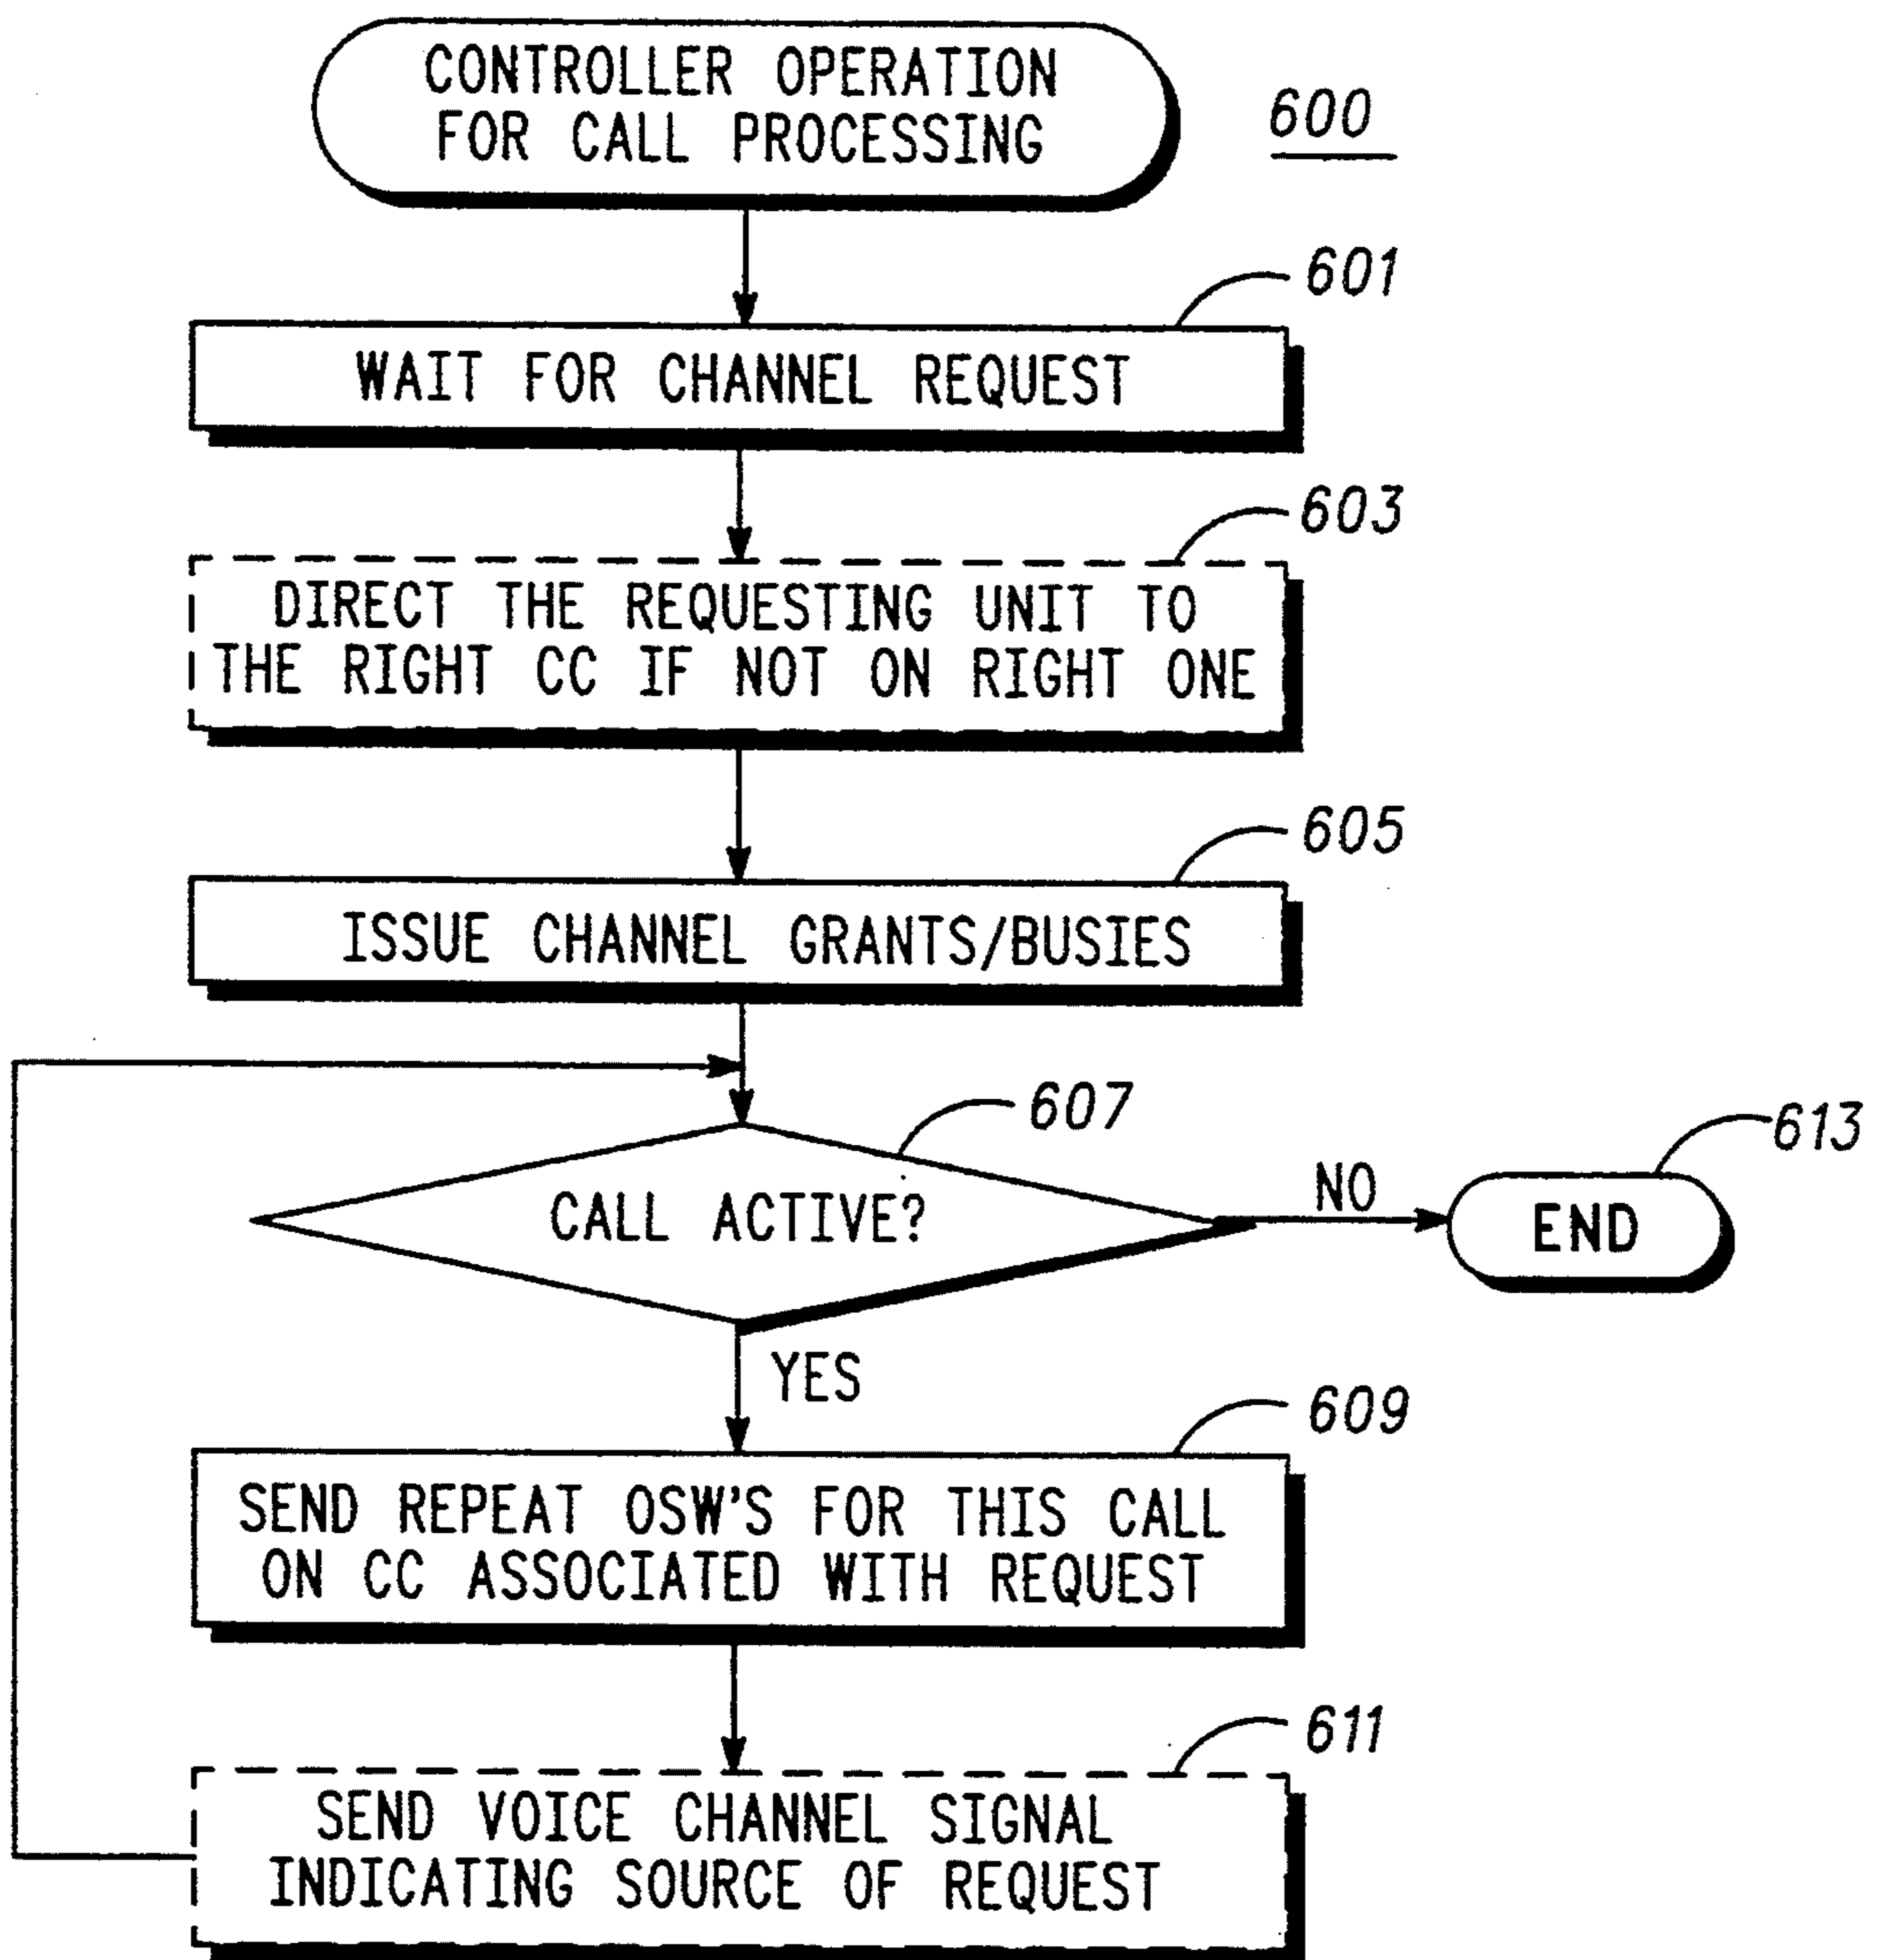 CONTROLLER OPERATION
FOR CALL PROCESSING
600
601
WAIT FOR CHANNEL REQUEST
603
DIRECT THE REQUESTING UNIT TO
THE RIGHT CC IF NOT ON RIGHT ONE
605
ISSUE CHANNEL GRANTS/BUSIES
607
CALL ACTIVE?
NO
613
END
YES
609
SEND REPEAT OSW'S FOR THIS CALL
ON CC ASSOCIATED WITH REQUEST
611
SEND VOICE CHANNEL SIGNAL
INDICATING SOURCE OF REQUEST